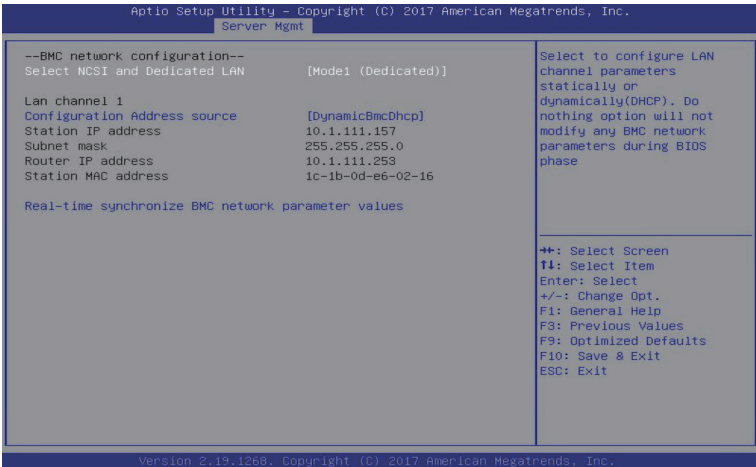 Aptio Setup Utility – Copyright (C) 2017 American Megatrends, Inc.
Server Mgmt
--BMC network configuration--
Select NCSI and Dedicated LAN [Mode1 (Dedicated)]
Lan channel 1
Configuration Address source [DynamicBmcDhcp]
Station IP address 10.1.111.157
Subnet mask 255.255.255.0
Router IP address 10.1.111.253
Station MAC address 1c-1b-0d-e6-02-16
Real-time synchronize BMC network parameter values
Select to configure LAN
channel parameters
statically or
dynamically(DHCP). Do
nothing option will not
modify any BMC network
parameters during BIOS
phase
→←: Select Screen
↑↓: Select Item
Enter: Select
+/-: Change Opt.
F1: General Help
F3: Previous Values
F9: Optimized Defaults
F10: Save & Exit
ESC: Exit
Version 2.19.1268. Copyright (C) 2017 American Megatrends, Inc.